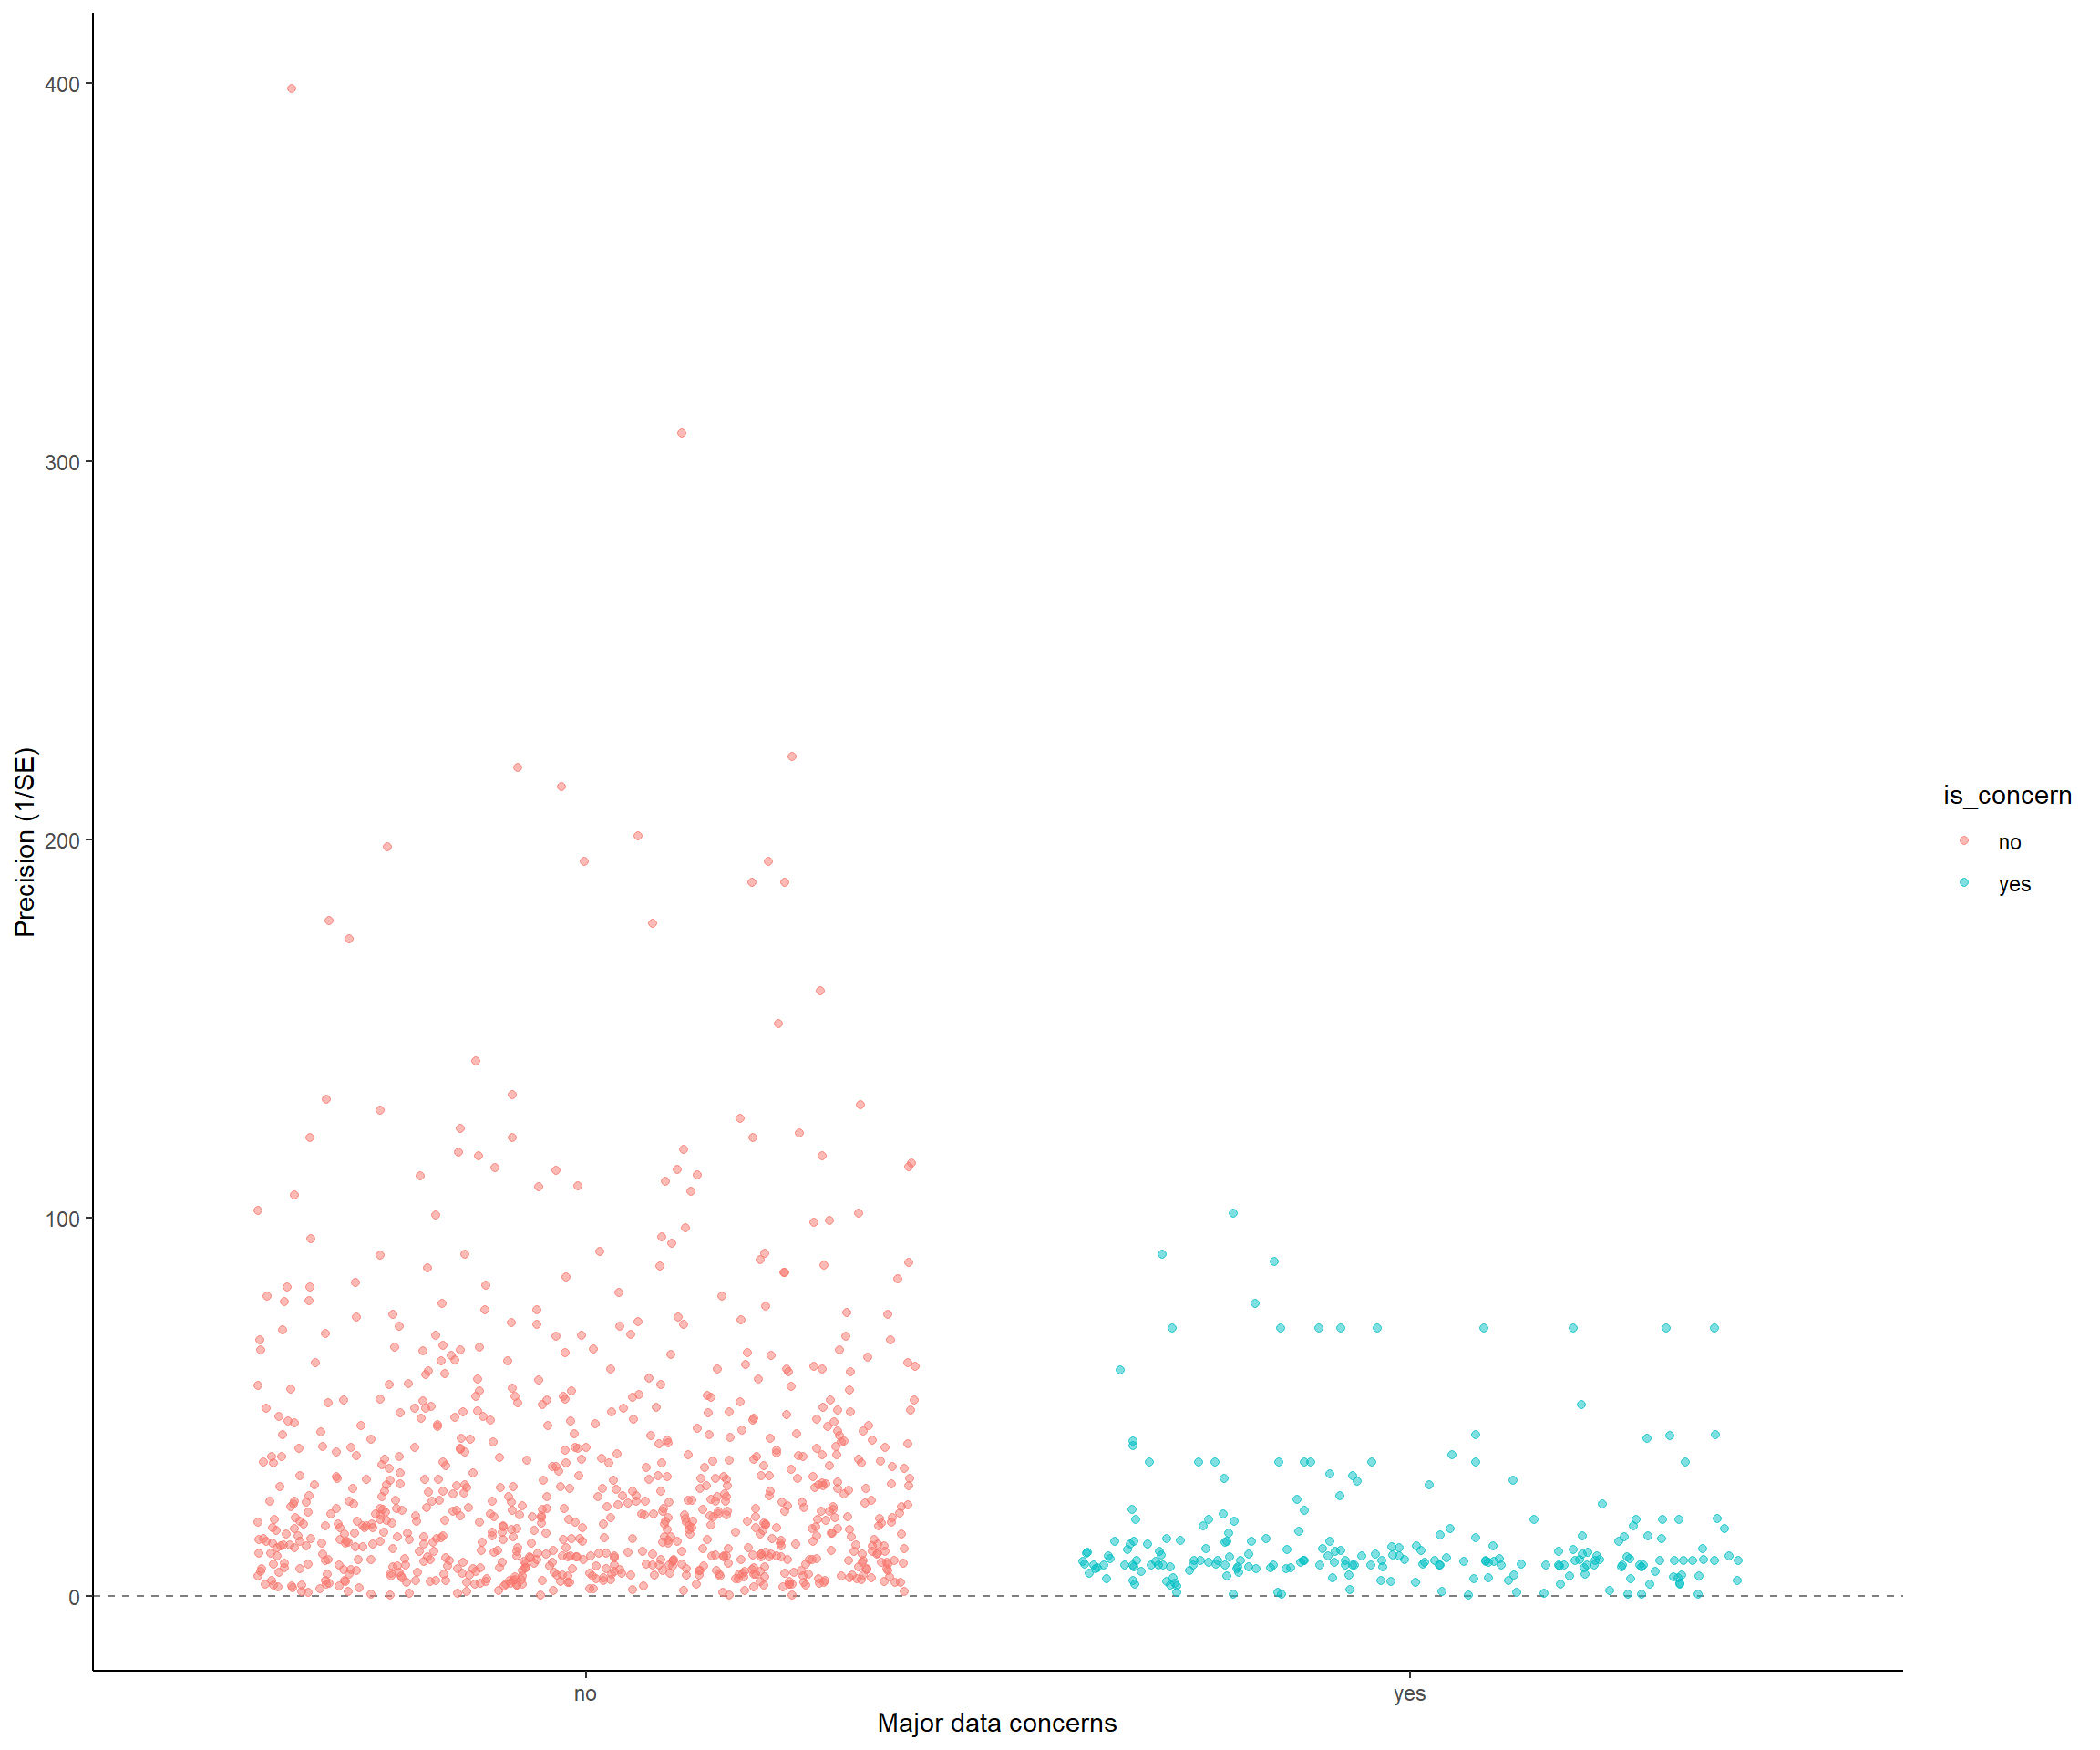 400
300
200
100
0
Precision (1/SE)
no
yes
Major data concerns
is_concern
no
yes